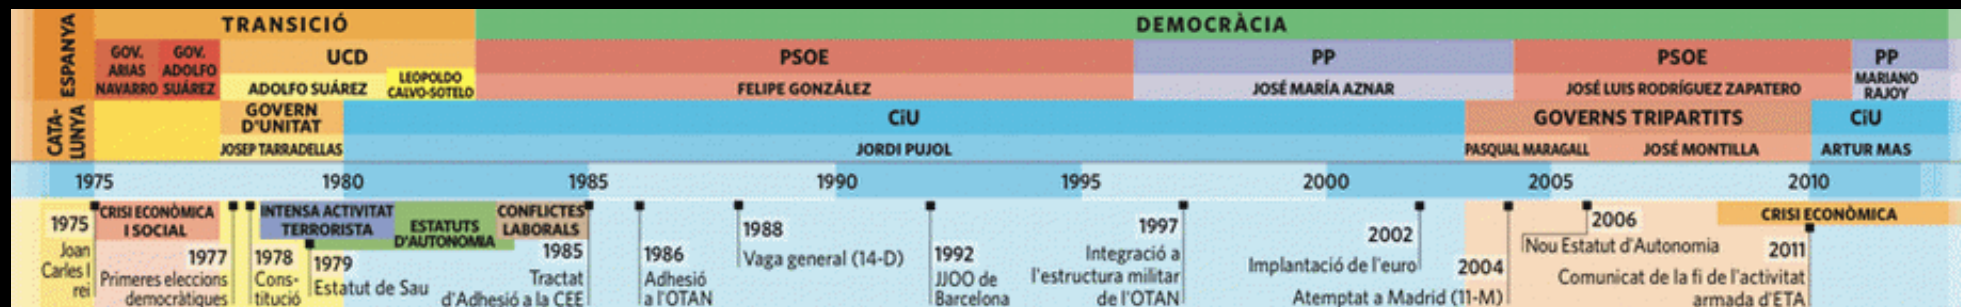 ESPANYA
TRANSICIÓ
DEMOCRÀCIA
GOV.
ARIAS
NAVARRO
GOV.
ADOLFO
SUÁREZ
UCD
ADOLFO SUÁREZ
LEOPOLDO
CALVO-SOTELO
PSOE
FELIPE GONZÁLEZ
PP
JOSÉ MARÍA AZNAR
PSOE
JOSÉ LUIS RODRÍGUEZ ZAPATERO
PP
MARIANO
RAJOY
CATA-
LUNYA
GOVERN
D'UNITAT
JOSEP TARRADELLAS
CiU
JORDI PUJOL
GOVERNS TRIPARTITS
PASQUAL MARAGALL
JOSÉ MONTILLA
CiU
ARTUR MAS
1975 1980 1985 1990 1995 2000 2005 2010
1975
Joan
Carles I
rei
CRISI ECONÒMICA
I SOCIAL
1977
Primeres eleccions
democràtiques
1978
Cons-
titució
INTENSA ACTIVITAT
TERRORISTA
1979
Estatut de Sau
ESTATUTS
D'AUTONOMIA
CONFLICTES
LABORALS
1985
Tractat
d'Adhesió a la CEE
1986
Adhesió
a l'OTAN
1988
Vaga general (14-D)
1992
JJOO de
Barcelona
1997
Integració a
l'estructura militar
de l'OTAN
2002
Implantació de l'euro
2004
Atemptat a Madrid (11-M)
2006
Nou Estatut d'Autonomia
CRISI ECONÒMICA
2011
Comunicat de la fi de l'activitat
armada d'ETA